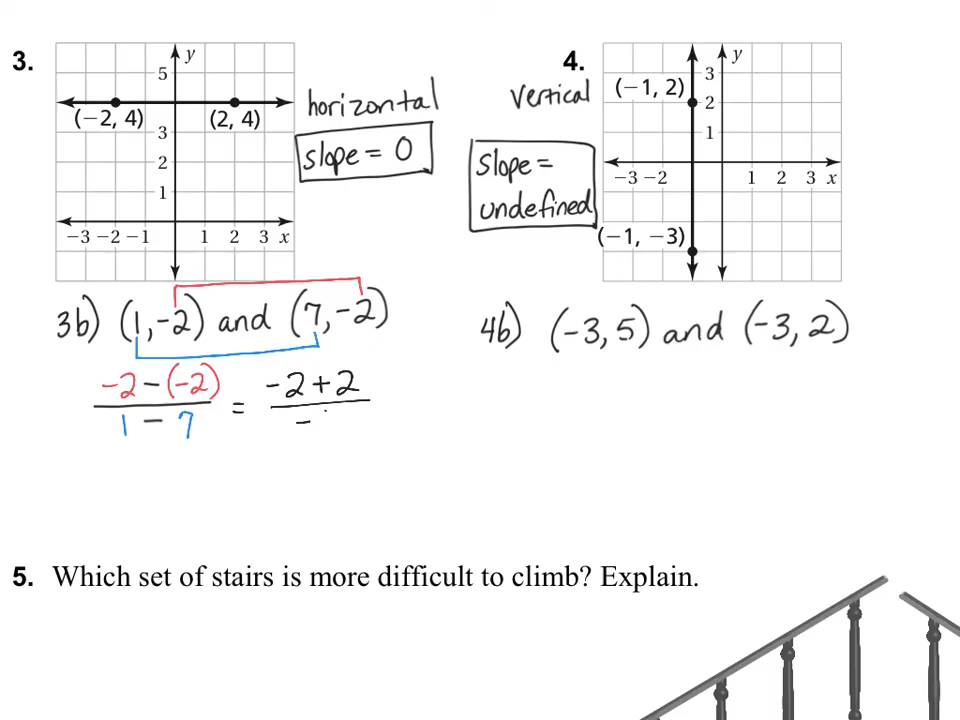 3.
y
5
(−2, 4) (2, 4)
3
2
1
−3 −2 −1 1 2 3 x
horizontal
slope = 0
4.
vertical
slope =
undefined
y
(−1, 2) 3
2
1
−3 −2 1 2 3 x
(−1, −3)
3b) (1, -2) and (7, -2)
-2 - (-2) = -2 + 2
1 - 7 -
4b) (-3, 5) and (-3, 2)
5. Which set of stairs is more difficult to climb? Explain.